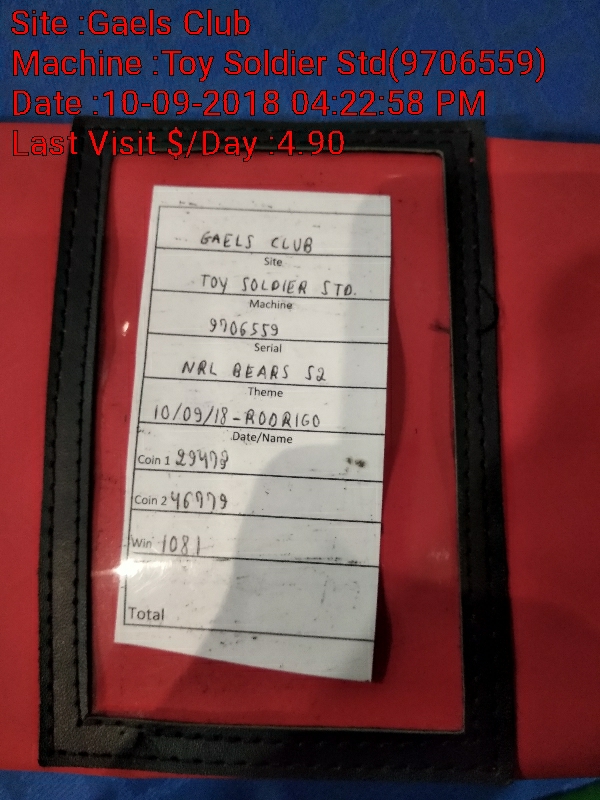 Site :Gaels Club
Machine :Toy Soldier Std(9706559)
Date :10-09-2018 04:22:58 PM
Last Visit $/Day :4.90
GAELS CLUB
Site
TOY SOLDIER STD.
Machine
9706559
Serial
NRL BEARS S2
Theme
10/09/18-RODRIGO
Date/Name
Coin 1 29479
Coin 2 46779
Win 1081
Total